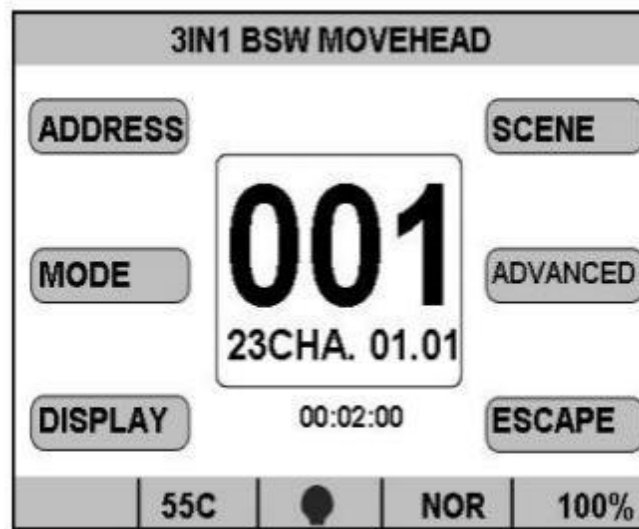 3IN1 BSW MOVEHEAD
ADDRESS
SCENE
001
MODE
ADVANCED
23CHA. 01.01
DISPLAY
00:02:00
ESCAPE
55C
NOR
100%